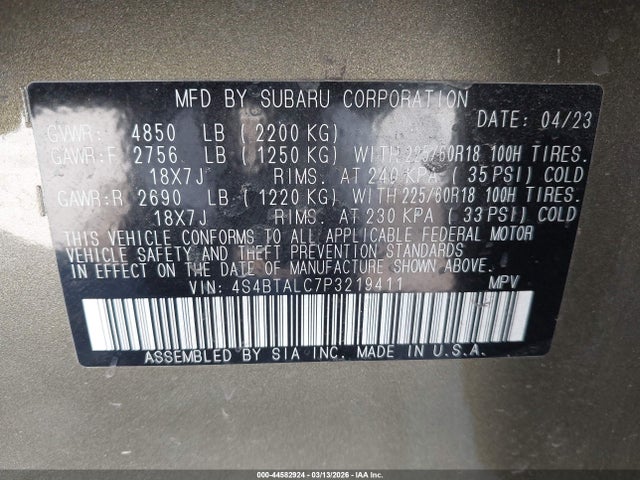 MFD BY SUBARU CORPORATION
DATE: 04/23
GVWR: 4850 LB (2200 KG)
GAWR:F 2756 LB (1250 KG) WITH 225/60R18 100H TIRES.
18X7J RIMS. AT 240 KPA (35 PSI) COLD
GAWR:R 2690 LB (1220 KG) WITH 225/60R18 100H TIRES.
18X7J RIMS. AT 230 KPA (33 PSI) COLD
THIS VEHICLE CONFORMS TO ALL APPLICABLE FEDERAL MOTOR
VEHICLE SAFETY AND THEFT PREVENTION STANDARDS
IN EFFECT ON THE DATE OF MANUFACTURE SHOWN ABOVE.
VIN: 4S4BTALC7P3219411 MPV
ASSEMBLED BY SIA INC. MADE IN U.S.A.
000-44582924 | 03/13/2026 - IAAI.COM